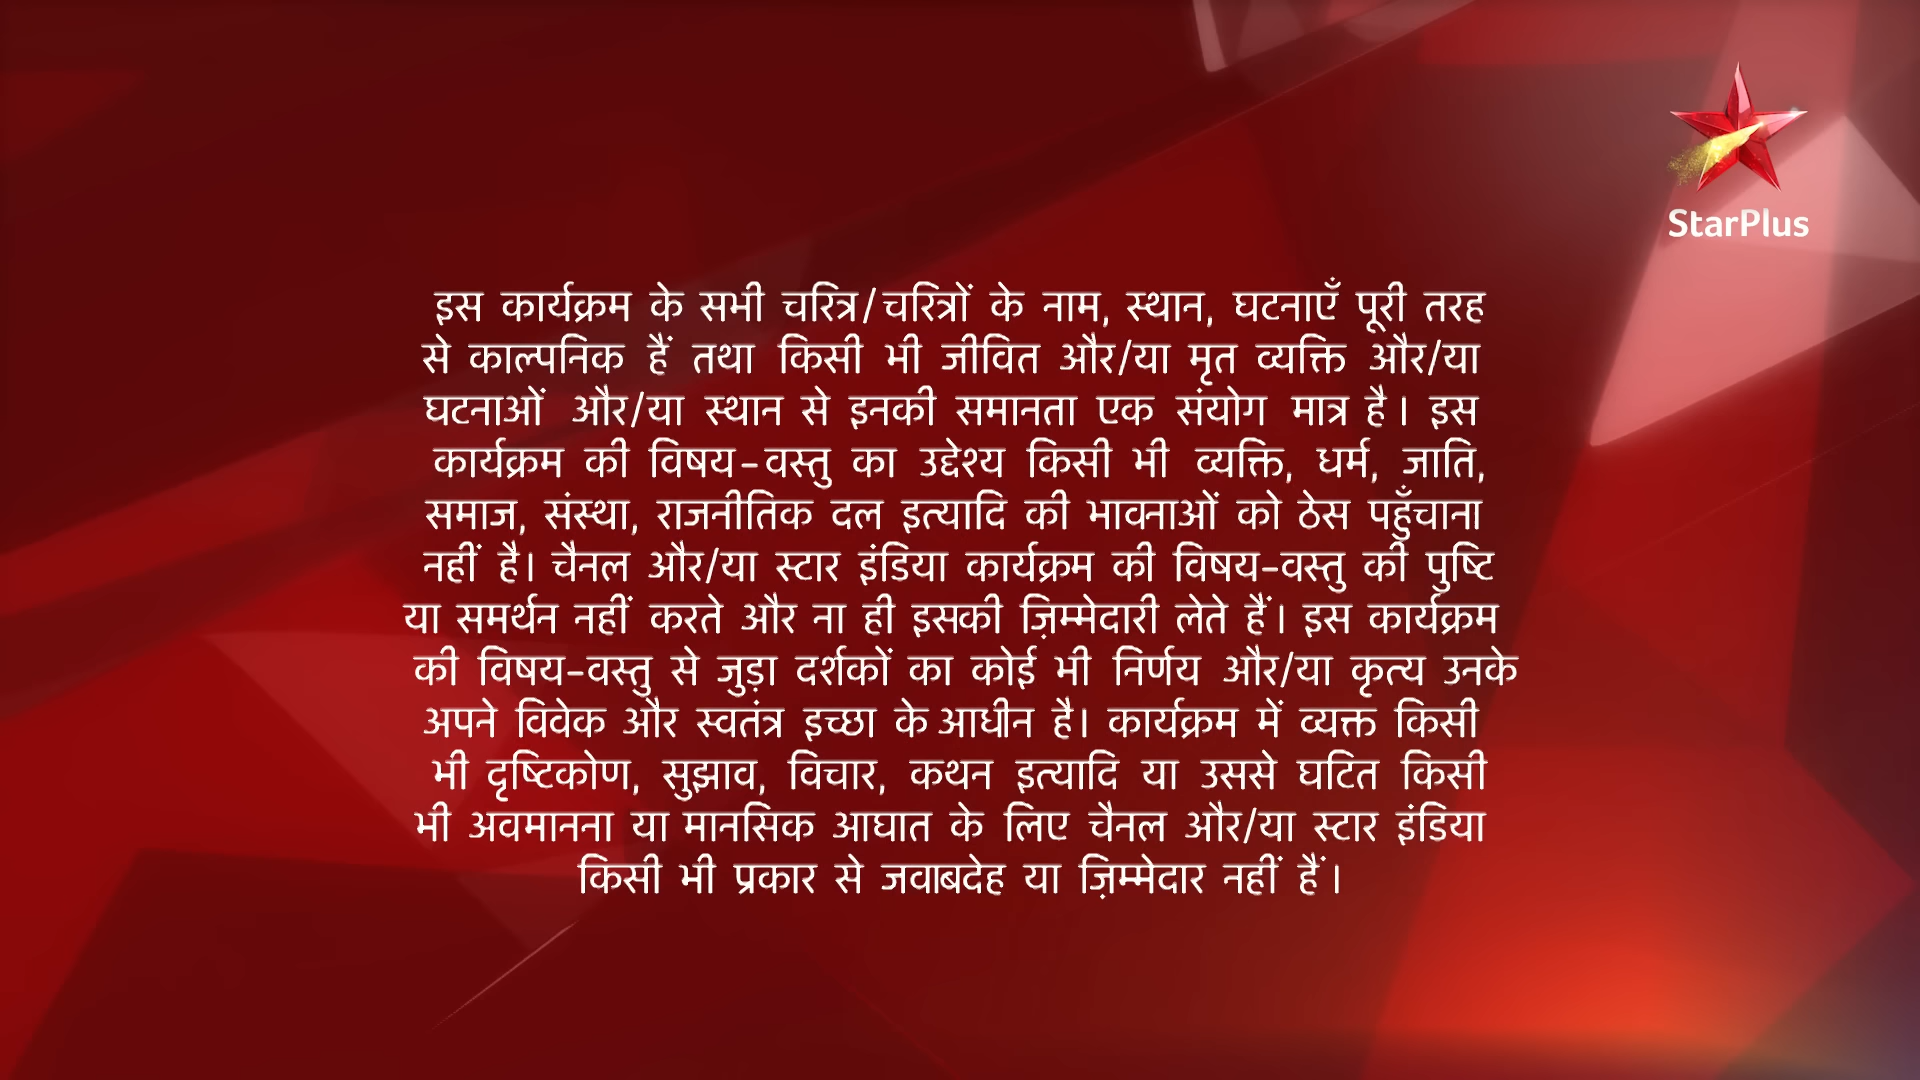 StarPlus
इस कार्यक्रम के सभी चरित्र/चरित्रों के नाम, स्थान, घटनाएँ पूरी तरह
से काल्पनिक हैं तथा किसी भी जीवित और/या मृत व्यक्ति और/या
घटनाओं और/या स्थान से इनकी समानता एक संयोग मात्र है। इस
कार्यक्रम की विषय-वस्तु का उद्देश्य किसी भी व्यक्ति, धर्म, जाति,
समाज, संस्था, राजनीतिक दल इत्यादि की भावनाओं को ठेस पहुँचाना
नहीं है। चैनल और/या स्टार इंडिया कार्यक्रम की विषय-वस्तु की पुष्टि
या समर्थन नहीं करते और ना ही इसकी ज़िम्मेदारी लेते हैं। इस कार्यक्रम
की विषय-वस्तु से जुड़ा दर्शकों का कोई भी निर्णय और/या कृत्य उनके
अपने विवेक और स्वतंत्र इच्छा के आधीन है। कार्यक्रम में व्यक्त किसी
भी दृष्टिकोण, सुझाव, विचार, कथन इत्यादि या उससे घटित किसी
भी अवमानना या मानसिक आघात के लिए चैनल और/या स्टार इंडिया
किसी भी प्रकार से जवाबदेह या ज़िम्मेदार नहीं हैं।